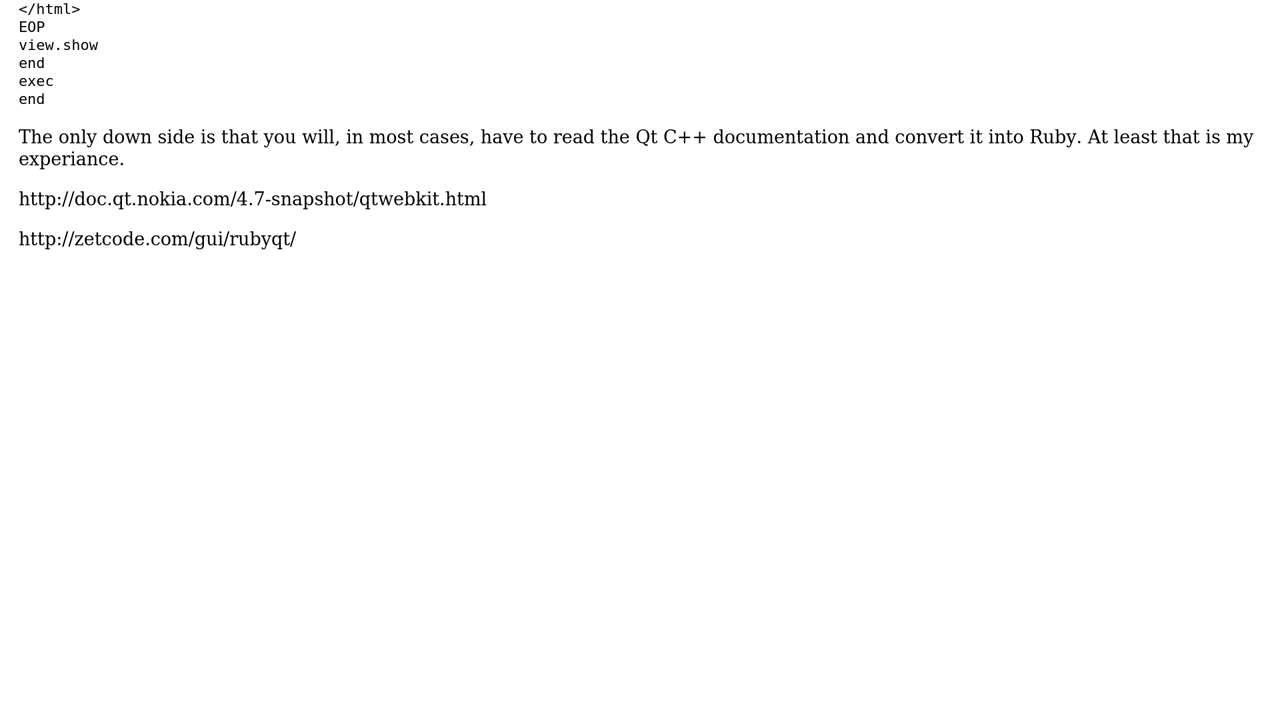 </html>
EOP
view.show
end
exec
end
The only down side is that you will, in most cases, have to read the Qt C++ documentation and convert it into Ruby. At least that is my
experiance.
http://doc.qt.nokia.com/4.7-snapshot/qtwebkit.html
http://zetcode.com/gui/rubyqt/